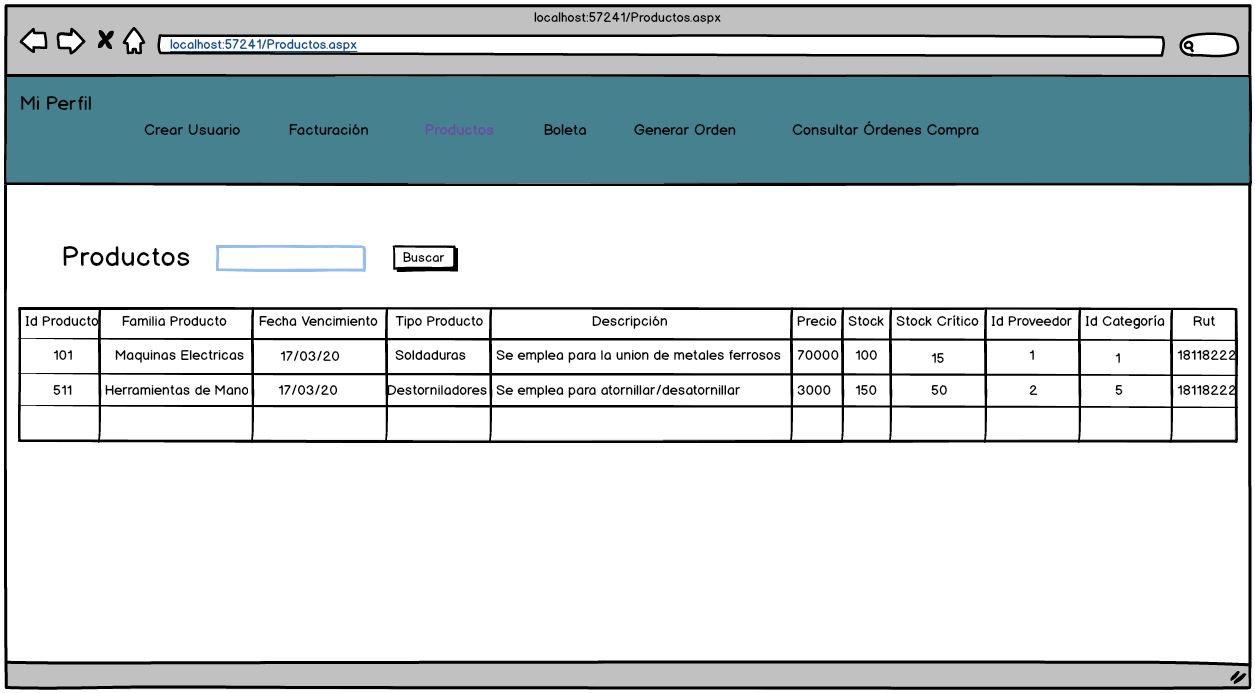 localhost:57241/Productos.aspx
localhost:57241/Productos.aspx
Mi Perfil
Crear Usuario Facturación Productos Boleta Generar Orden Consultar Órdenes Compra
Productos Buscar
Id Producto Familia Producto Fecha Vencimiento Tipo Producto Descripción Precio Stock Stock Crítico Id Proveedor Id Categoría Rut
101 Maquinas Electricas 17/03/20 Soldaduras Se emplea para la union de metales ferrosos 70000 100 15 1 1 18118222
511 Herramientas de Mano 17/03/20 Destorniladores Se emplea para atornillar/desatornillar 3000 150 50 2 5 18118222